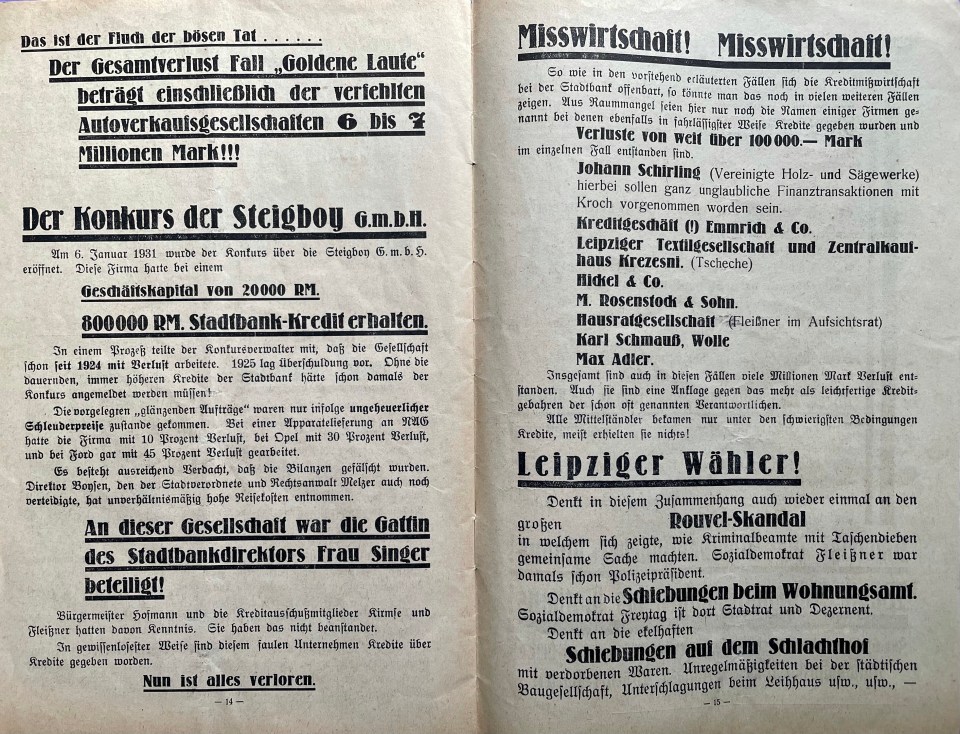 Das ist der Fluch der bösen Tat . . . . . .
Der Gesamtverlust Fall „Goldene Laute“
beträgt einschließlich der verfehlten
Autoverkaufsgesellschaften 6 bis 7
Millionen Mark!!!
Der Konkurs der Steigboy G.m.b.H.
Am 6. Januar 1931 wurde der Konkurs über die Steigboy G. m. b. H.
eröffnet. Diese Firma hatte bei einem
Geschäftskapital von 20000 RM.
800000 RM. Stadtbank-Kredit erhalten.
In einem Prozeß teilte der Konkursverwalter mit, daß die Gesellschaft
schon seit 1924 mit Verlust arbeitete. 1925 lag Überschuldung vor. Ohne die
dauernden, immer höheren Kredite der Stadtbank hätte schon damals der
Konkurs angemeldet werden müssen!
Die vorgelegten „glänzenden Aufträge“ waren nur infolge ungeheuerlicher
Schleuderpreise zustande gekommen. Bei einer Apparatelieferung an NAG
hatte die Firma mit 10 Prozent Verlust, bei Opel mit 30 Prozent Verlust,
und bei Ford gar mit 45 Prozent Verlust gearbeitet.
Es besteht ausreichend Verdacht, daß die Bilanzen gefälscht wurden.
Direktor Boysen, den der Stadtverordnete und Rechtsanwalt Melzer auch noch
verteidigte, hat unverhältnismäßig hohe Reisekosten entnommen.
An dieser Gesellschaft war die Gattin
des Stadtbankdirektors Frau Singer
beteiligt!
Bürgermeister Hofmann und die Kreditausschußmitglieder Kirmse und
Fleißner hatten davon Kenntnis. Sie haben das nicht beanstandet.
In gewissenlosester Weise sind diesem faulen Unternehmen Kredite über
Kredite gegeben worden.
Nun ist alles verloren.
— 14 —
Misswirtschaft! Misswirtschaft!
So wie in den vorstehend erläuterten Fällen sich die Kreditmißwirtschaft
bei der Stadtbank offenbart, so könnte man das noch in vielen weiteren Fällen
zeigen. Aus Raummangel seien hier nur noch die Namen einiger Firmen ge-
nannt bei denen ebenfalls in fahrlässigster Weise Kredite gegeben wurden und
Verluste von weit über 100000.— Mark
im einzelnen Fall entstanden sind.
Johann Schirling (Vereinigte Holz- und Sägewerke)
hierbei sollen ganz unglaubliche Finanztransaktionen mit
Kroch vorgenommen worden sein.
Kreditgeschäft (!) Emmrich & Co.
Leipziger Textilgesellschaft und Zentralkauf-
haus Krezesni. (Tscheche)
Hickel & Co.
M. Rosenstock & Sohn.
Hausratgesellschaft (Fleißner im Aufsichtsrat)
Karl Schmauß, Wolle
Max Adler.
Insgesamt sind auch in diesen Fällen viele Millionen Mark Verlust ent-
standen. Auch sie sind eine Anklage gegen das mehr als leichtfertige Kredit-
gebahren der schon oft genannten Verantwortlichen.
Alle Mittelständler bekamen nur unter den schwierigsten Bedingungen
Kredite, meist erhielten sie nichts!
Leipziger Wähler!
Denkt in diesem Zusammenhang auch wieder einmal an den
großen Rouvel-Skandal
in welchem sich zeigte, wie Kriminalbeamte mit Taschendieben
gemeinsame Sache machten. Sozialdemokrat Fleißner war
damals schon Polizeipräsident.
Denkt an die Schiebungen beim Wohnungsamt.
Sozialdemokrat Freytag ist dort Stadtrat und Dezernent.
Denkt an die ekelhaften
Schiebungen auf dem Schlachthof
mit verdorbenen Waren. Unregelmäßigkeiten bei der städtischen
Baugesellschaft, Unterschlagungen beim Leihhaus usw., usw., —
— 15 —